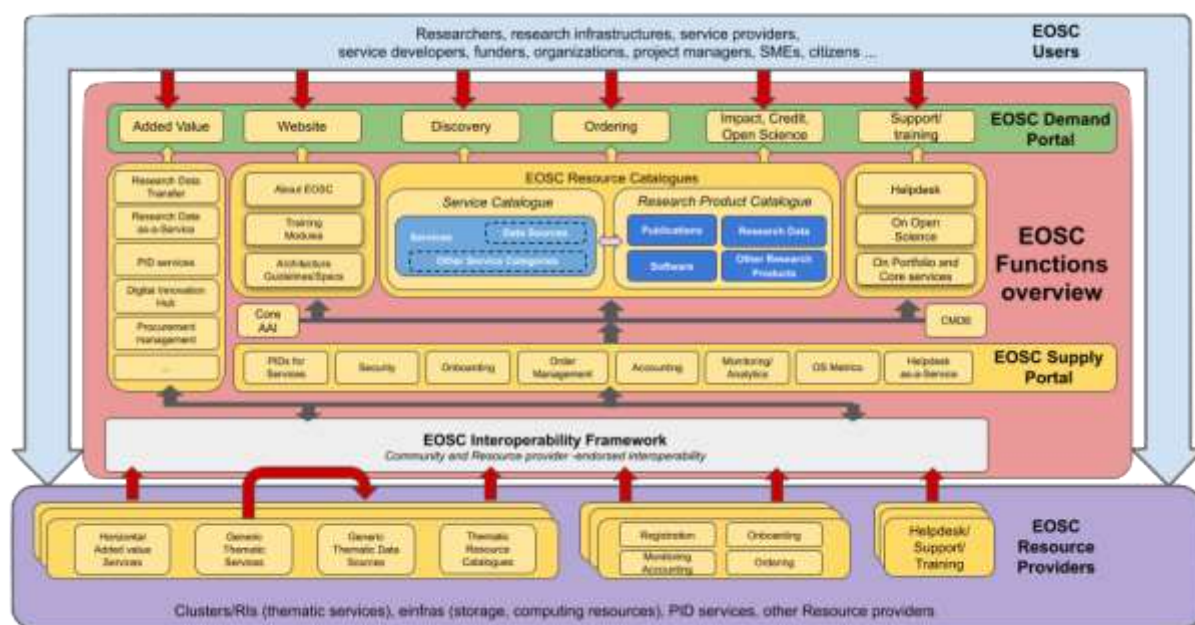 Researchers, research infrastructures, service providers,
service developers, funders, organizations, project managers, SMEs, citizens ...
EOSC
Users
Added Value
Website
Discovery
Ordering
Impact, Credit,
Open Science
Support/
training
EOSC Demand
Portal
Research Data
Transfer
Research Data
as-a-Service
PID services
Digital Innovation
Hub
Procurement
management
...
About EOSC
Training
Modules
Architecture
Guidelines/Specs
EOSC Resource Catalogues
Service Catalogue
Services
Data Sources
Other Service Categories
Research Product Catalogue
Publications
Research Data
Software
Other Research
Products
Helpdesk
On Open
Science
On Portfolio and
Core services
EOSC
Functions
overview
Core
AAI
CMDB
PIDs for
Services
Security
Onboarding
Order
Management
Accounting
Monitoring/
Analytics
OS Metrics
Helpdesk
as-a-Service
EOSC Supply
Portal
EOSC Interoperability Framework
Community and Resource provider -endorsed interoperability
Horizontal
Added value
Services
Generic
Thematic
Services
Generic
Thematic Data
Sources
Thematic
Resource
Catalogues
Registration
Onboarding
Monitoring
Accounting
Ordering
Helpdesk/
Support/
Training
EOSC
Resource
Providers
Clusters/RIs (thematic services), einfras (storage, computing resources), PID services, other Resource providers